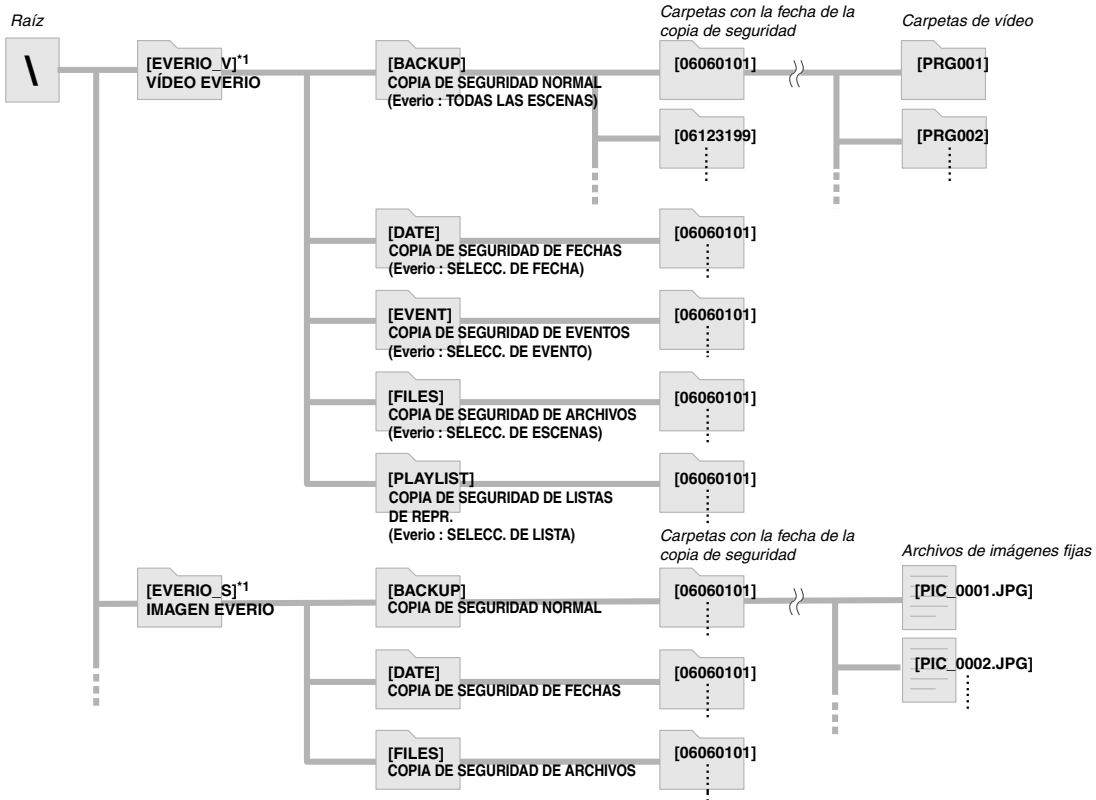 Raíz
\
[EVERIO_V]*1
VÍDEO EVERIO
[BACKUP]
COPIA DE SEGURIDAD NORMAL
(Everio : TODAS LAS ESCENAS)
Carpetas con la fecha de la
copia de seguridad
[06060101]
[06123199]
Carpetas de vídeo
[PRG001]
[PRG002]
[DATE]
COPIA DE SEGURIDAD DE FECHAS
(Everio : SELECC. DE FECHA)
[06060101]
[EVENT]
COPIA DE SEGURIDAD DE EVENTOS
(Everio : SELECC. DE EVENTO)
[06060101]
[FILES]
COPIA DE SEGURIDAD DE ARCHIVOS
(Everio : SELECC. DE ESCENAS)
[06060101]
[PLAYLIST]
COPIA DE SEGURIDAD DE LISTAS
DE REPR.
(Everio : SELECC. DE LISTA)
[06060101]
[EVERIO_S]*1
IMAGEN EVERIO
[BACKUP]
COPIA DE SEGURIDAD NORMAL
Carpetas con la fecha de la
copia de seguridad
[06060101]
Archivos de imágenes fijas
[PIC_0001.JPG]
[PIC_0002.JPG]
[DATE]
COPIA DE SEGURIDAD DE FECHAS
[06060101]
[FILES]
COPIA DE SEGURIDAD DE ARCHIVOS
[06060101]